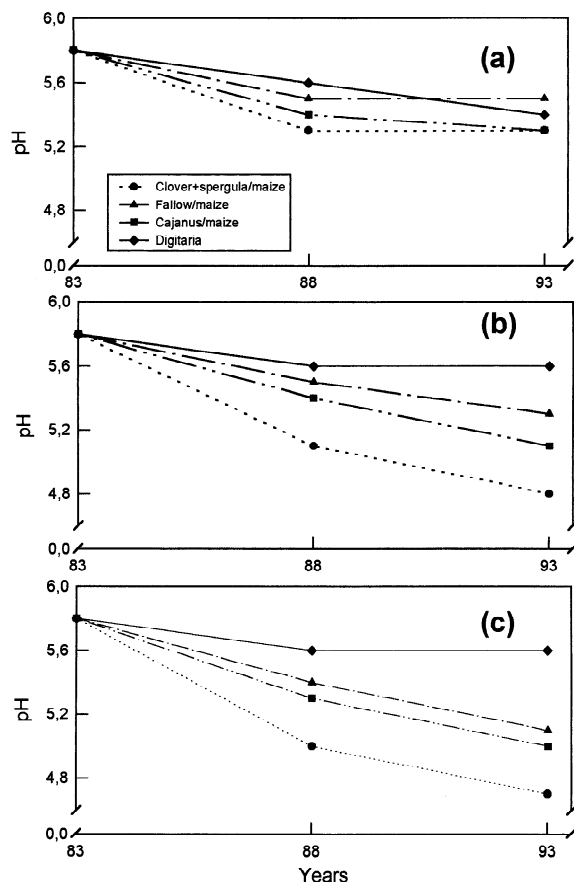 6,0
(a)
5,6
5,2
pH
Clover+spergula/maize
Fallow/maize
4,8
Cajanus/maize
Digitaria
0,0
83
88
93
6,0
(b)
5,6
pH
5,2
4,8
0,0
83
88
93
6,0
(c)
5,6
pH
5,2
4,8
0,0
83
88
93
Years